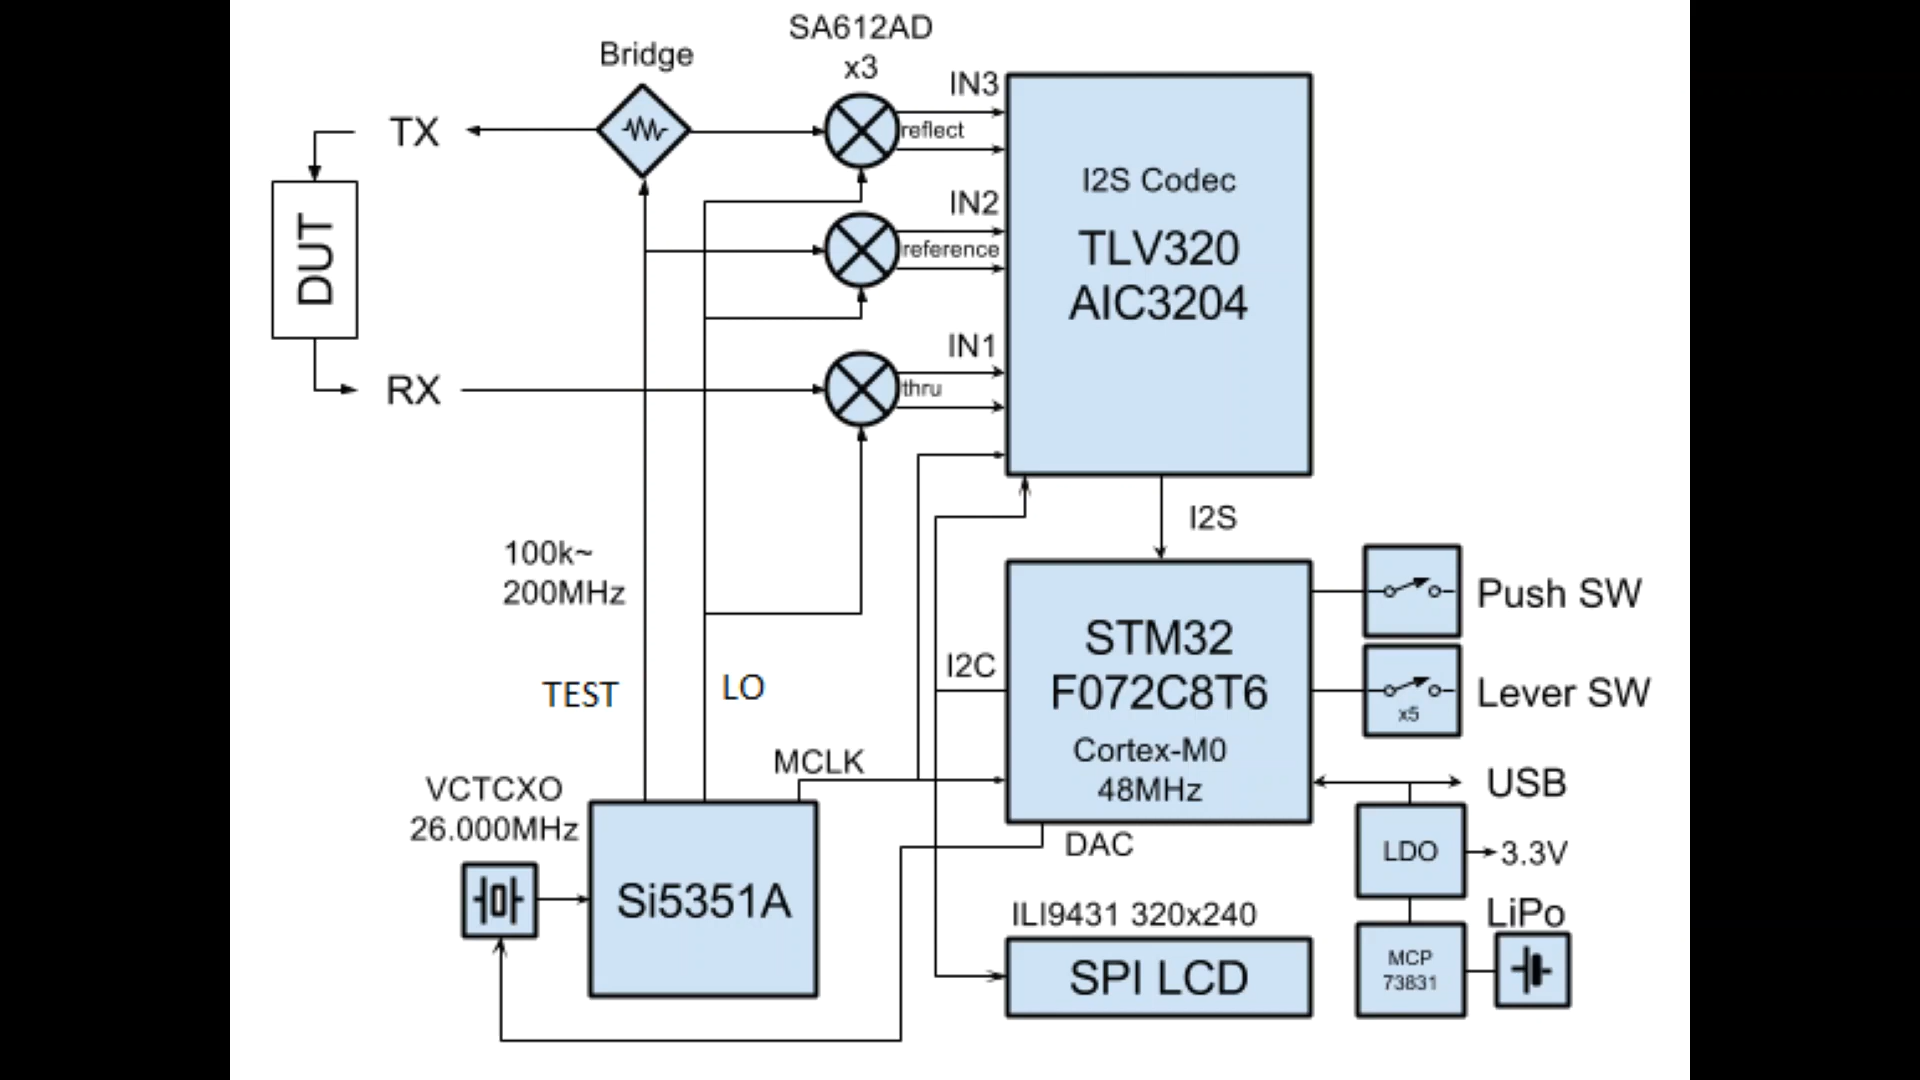 SA612AD
x3
Bridge
IN3
TX
reflect
I2S Codec
IN2
TLV320
AIC3204
reference
DUT
IN1
RX
thru
I2S
100k~
200MHz
Push SW
STM32
F072C8T6
I2C
TEST
LO
Lever SW
x5
Cortex-M0
48MHz
MCLK
USB
VCTCXO
26.000MHz
DAC
LDO
3.3V
Si5351A
ILI9431 320x240
LiPo
SPI LCD
MCP
73831